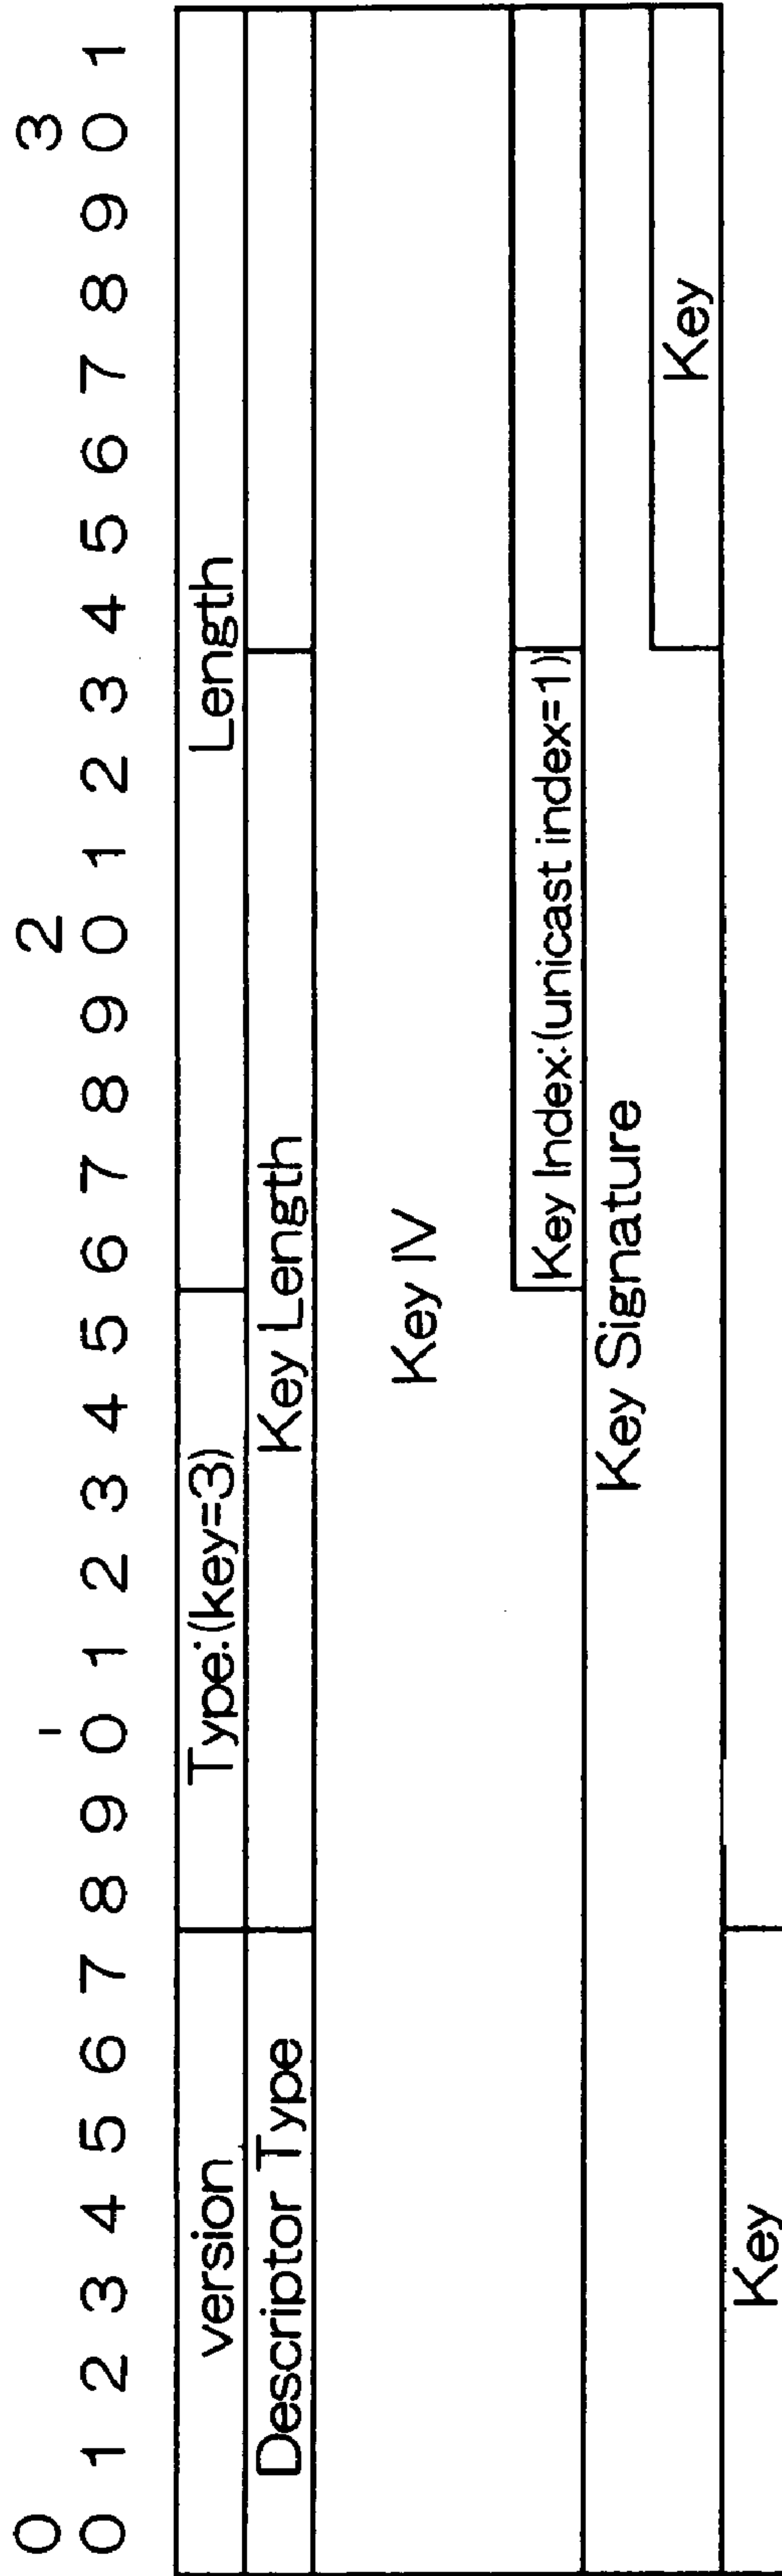 0 1 2 3
0 1 2 3 4 5 6 7 8 9 0 1 2 3 4 5 6 7 8 9 0 1 2 3 4 5 6 7 8 9 0 1
version Type:(key=3) Length
Descriptor Type Key Length
Key IV
Key Index:(unicast index=1)
Key Signature
Key
Key